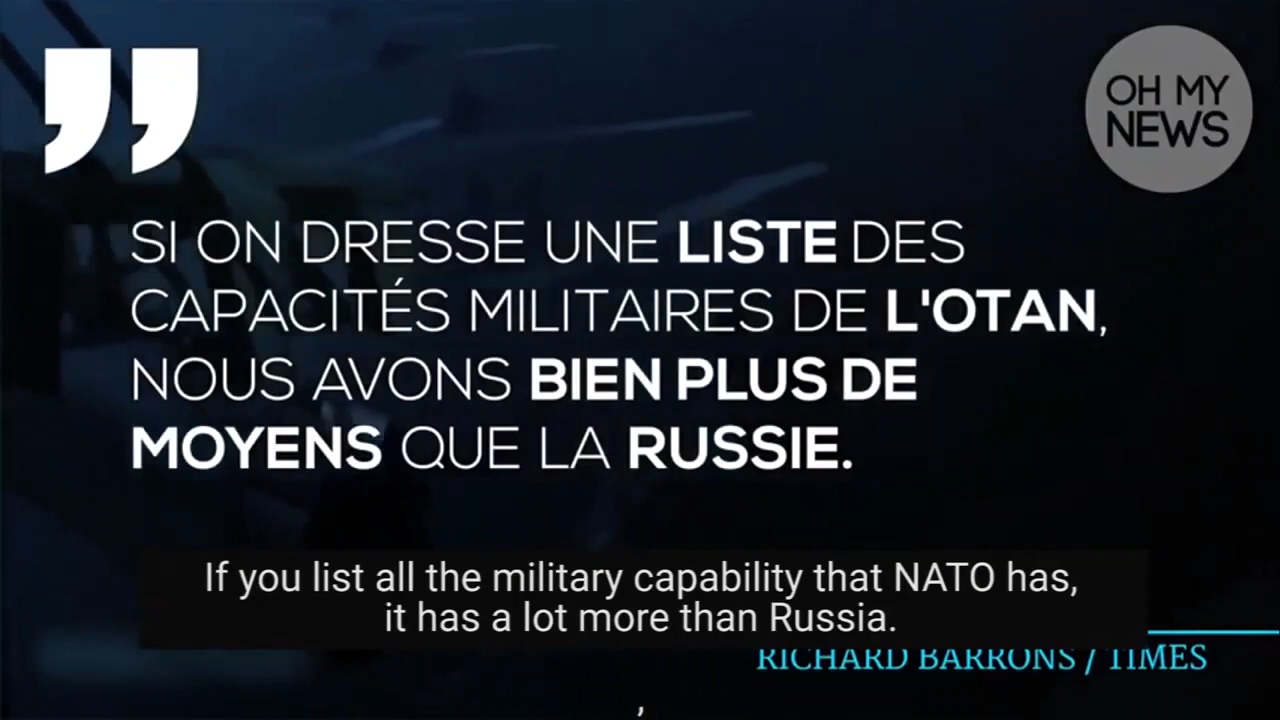 ”
OH MY
NEWS
SI ON DRESSE UNE LISTE DES
CAPACITÉS MILITAIRES DE L'OTAN,
NOUS AVONS BIEN PLUS DE
MOYENS QUE LA RUSSIE.
If you list all the military capability that NATO has,
it has a lot more than Russia.
RICHARD BARRONS / TIMES
,